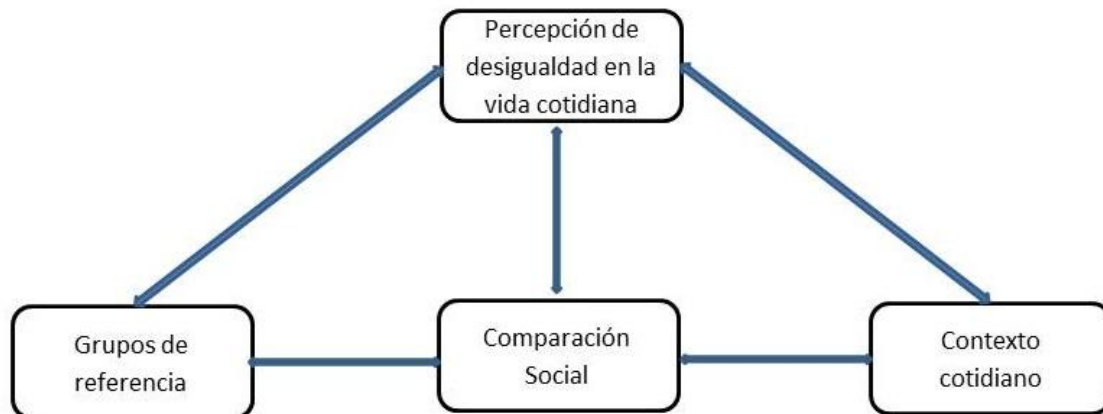 Percepción de
desigualdad en la
vida cotidiana
Grupos de
referencia
Comparación
Social
Contexto
cotidiano